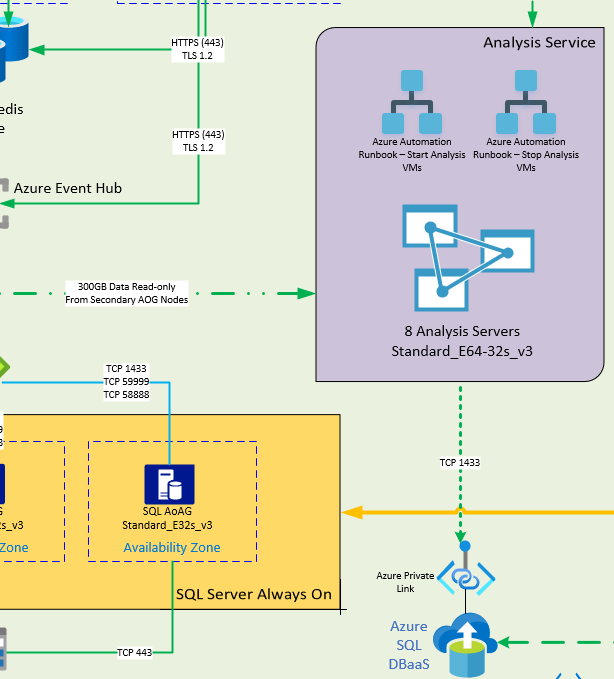 HTTPS (443)
TLS 1.2
Analysis Service
Azure Automation
Runbook – Start Analysis
VMs
Azure Automation
Runbook – Stop Analysis
VMs
edis
e
HTTPS (443)
TLS 1.2
Azure Event Hub
300GB Data Read-only
From Secondary AOG Nodes
8 Analysis Servers
Standard_E64-32s_v3
TCP 1433
TCP 59999
TCP 58888
TCP 1433
SQL AoAG
Standard_E32s_v3
Availability Zone
G
2s_v3
Zone
SQL Server Always On
Azure Private
Link
Azure
SQL
DBaaS
TCP 443